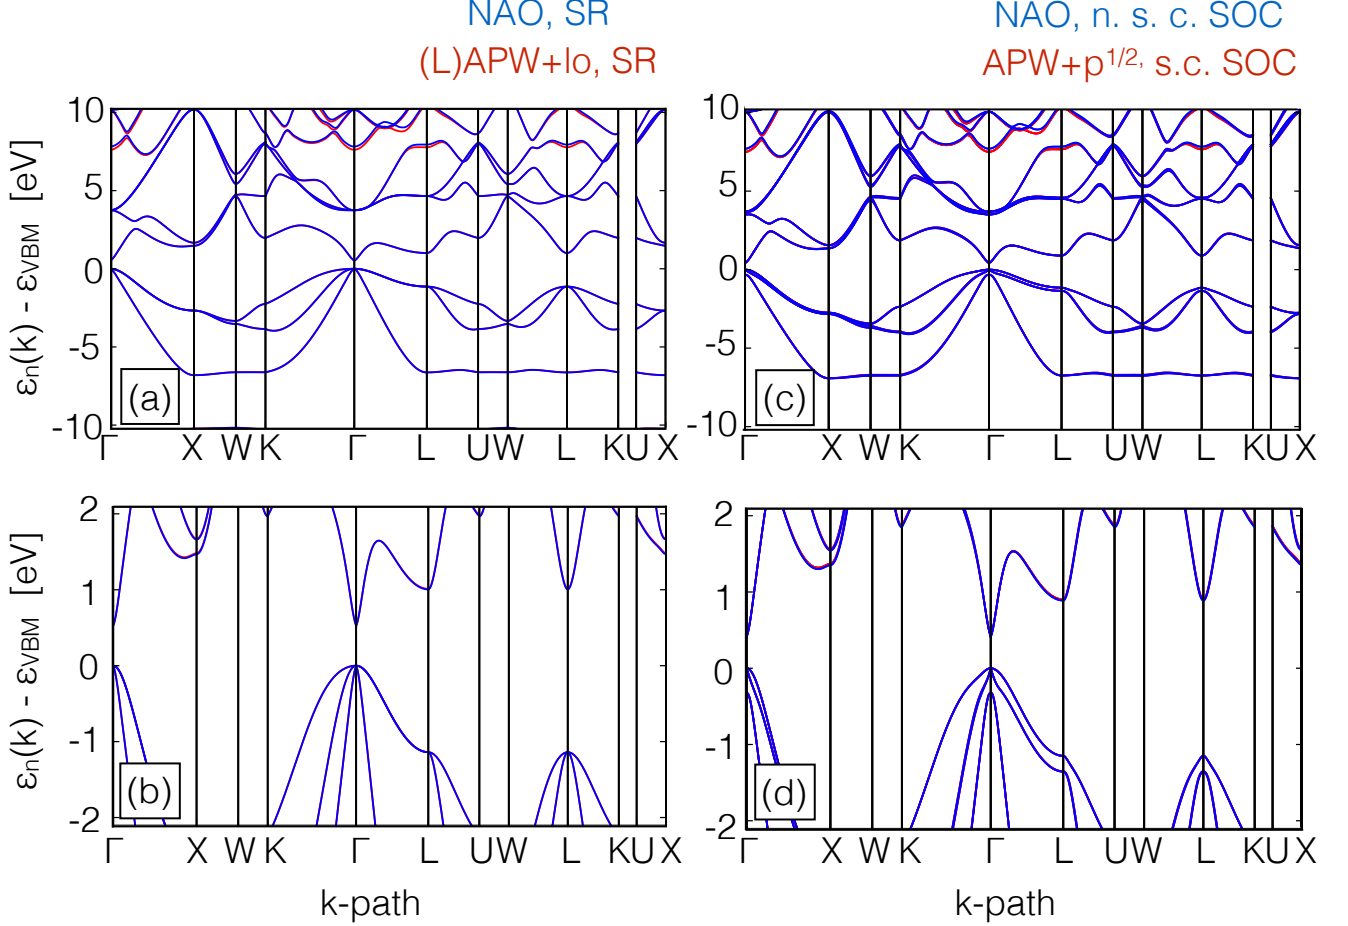 NAO, SR
(L)APW+lo, SR
NAO, n. s. c. SOC
APW+p1/2, s.c. SOC
εn(k) - εVBM [eV]
10
5
0
-5
-10
(a)
Γ X W K Γ L U W L K U X
10
5
0
-5
-10
(c)
Γ X W K Γ L U W L K U X
εn(k) - εVBM [eV]
2
1
0
-1
-2
(b)
Γ X W K Γ L U W L K U X
k-path
2
1
0
-1
-2
(d)
Γ X W K Γ L U W L K U X
k-path